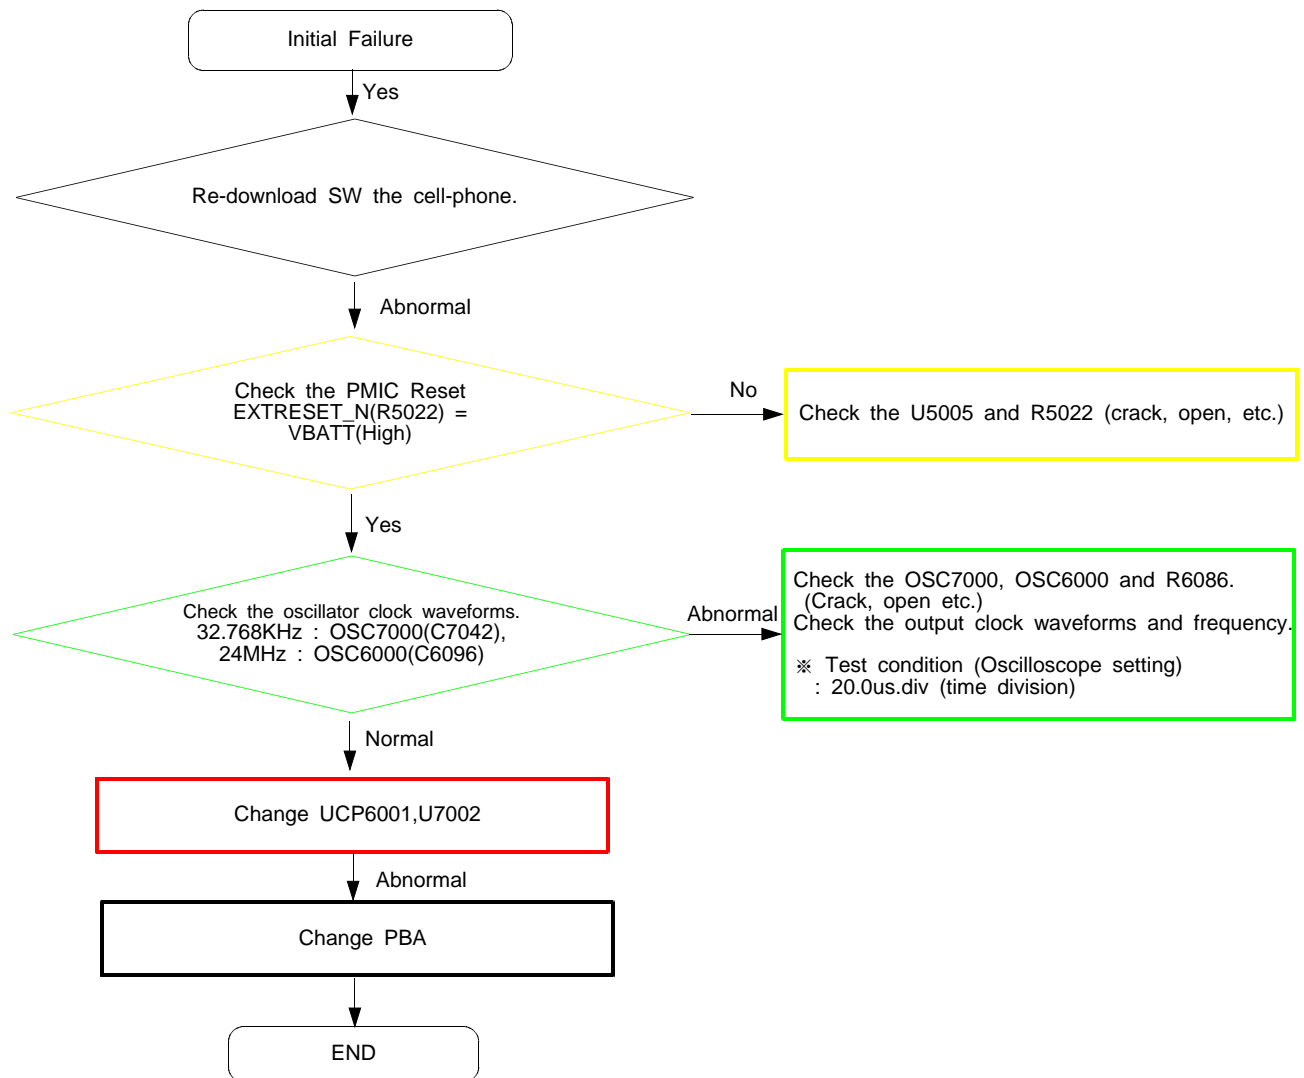 Initial Failure
Yes
Re-download SW the cell-phone.
Abnormal
Check the PMIC Reset
EXTRESET_N(R5022) =
VBATT(High)
No
Check the U5005 and R5022 (crack, open, etc.)
Yes
Check the oscillator clock waveforms.
32.768KHz : OSC7000(C7042),
24MHz : OSC6000(C6096)
Abnormal
Check the OSC7000, OSC6000 and R6086.
(Crack, open etc.)
Check the output clock waveforms and frequency.
※ Test condition (Oscilloscope setting)
: 20.0us.div (time division)
Normal
Change UCP6001,U7002
Abnormal
Change PBA
END